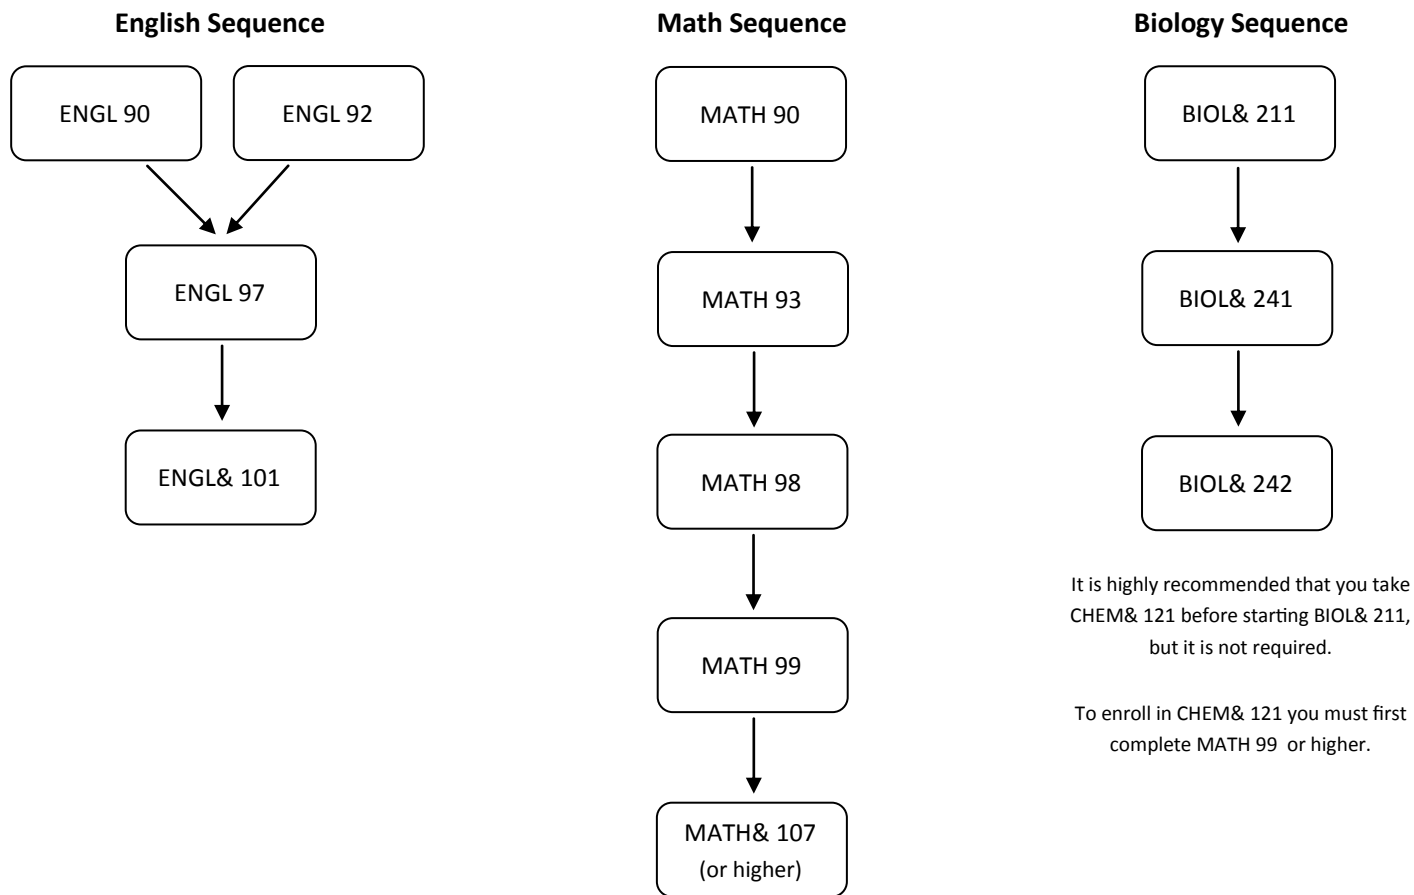 English Sequence
ENGL 90
ENGL 92
ENGL 97
ENGL& 101
Math Sequence
MATH 90
MATH 93
MATH 98
MATH 99
MATH& 107
(or higher)
Biology Sequence
BIOL& 211
BIOL& 241
BIOL& 242
It is highly recommended that you take
CHEM& 121 before starting BIOL& 211,
but it is not required.
To enroll in CHEM& 121 you must first
complete MATH 99 or higher.